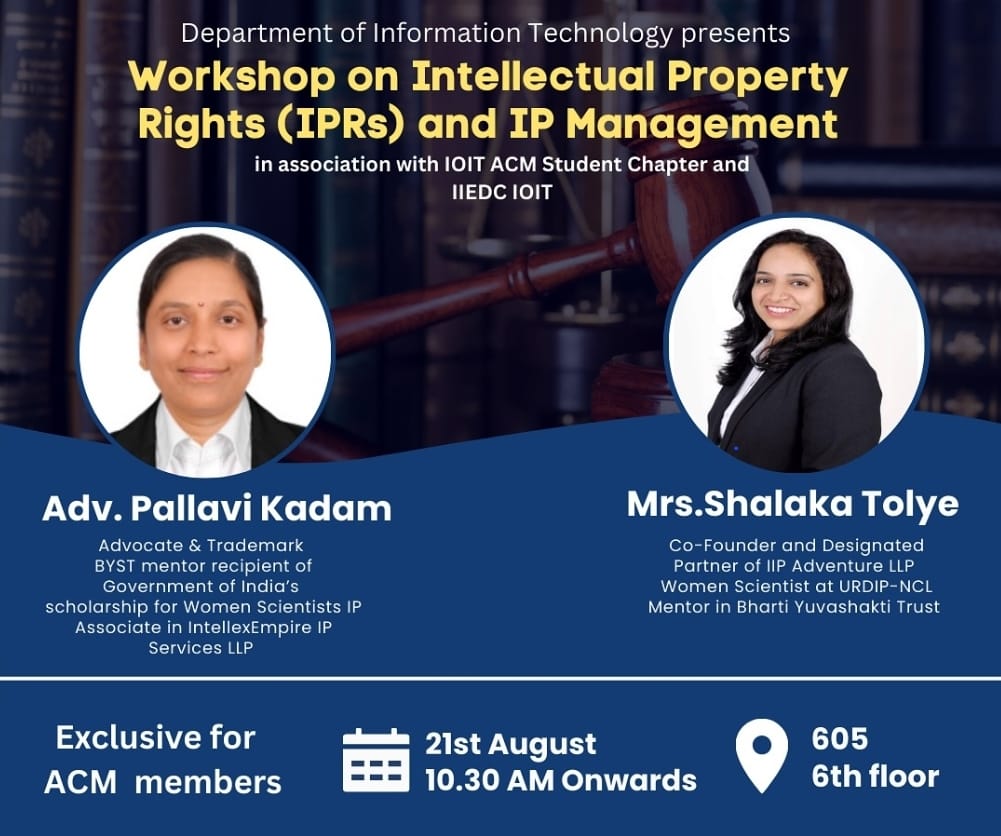 Department of Information Technology presents
Workshop on Intellectual Property
Rights (IPRs) and IP Management
in association with IOIT ACM Student Chapter and
IIEDC IOIT
Adv. Pallavi Kadam
Advocate & Trademark
BYST mentor recipient of
Government of India’s
scholarship for Women Scientists IP
Associate in IntellexEmpire IP
Services LLP
Mrs.Shalaka Tolye
Co-Founder and Designated
Partner of IIP Adventure LLP
Women Scientist at URDIP-NCL
Mentor in Bharti Yuvashakti Trust
Exclusive for
ACM members
21st August
10.30 AM Onwards
605
6th floor